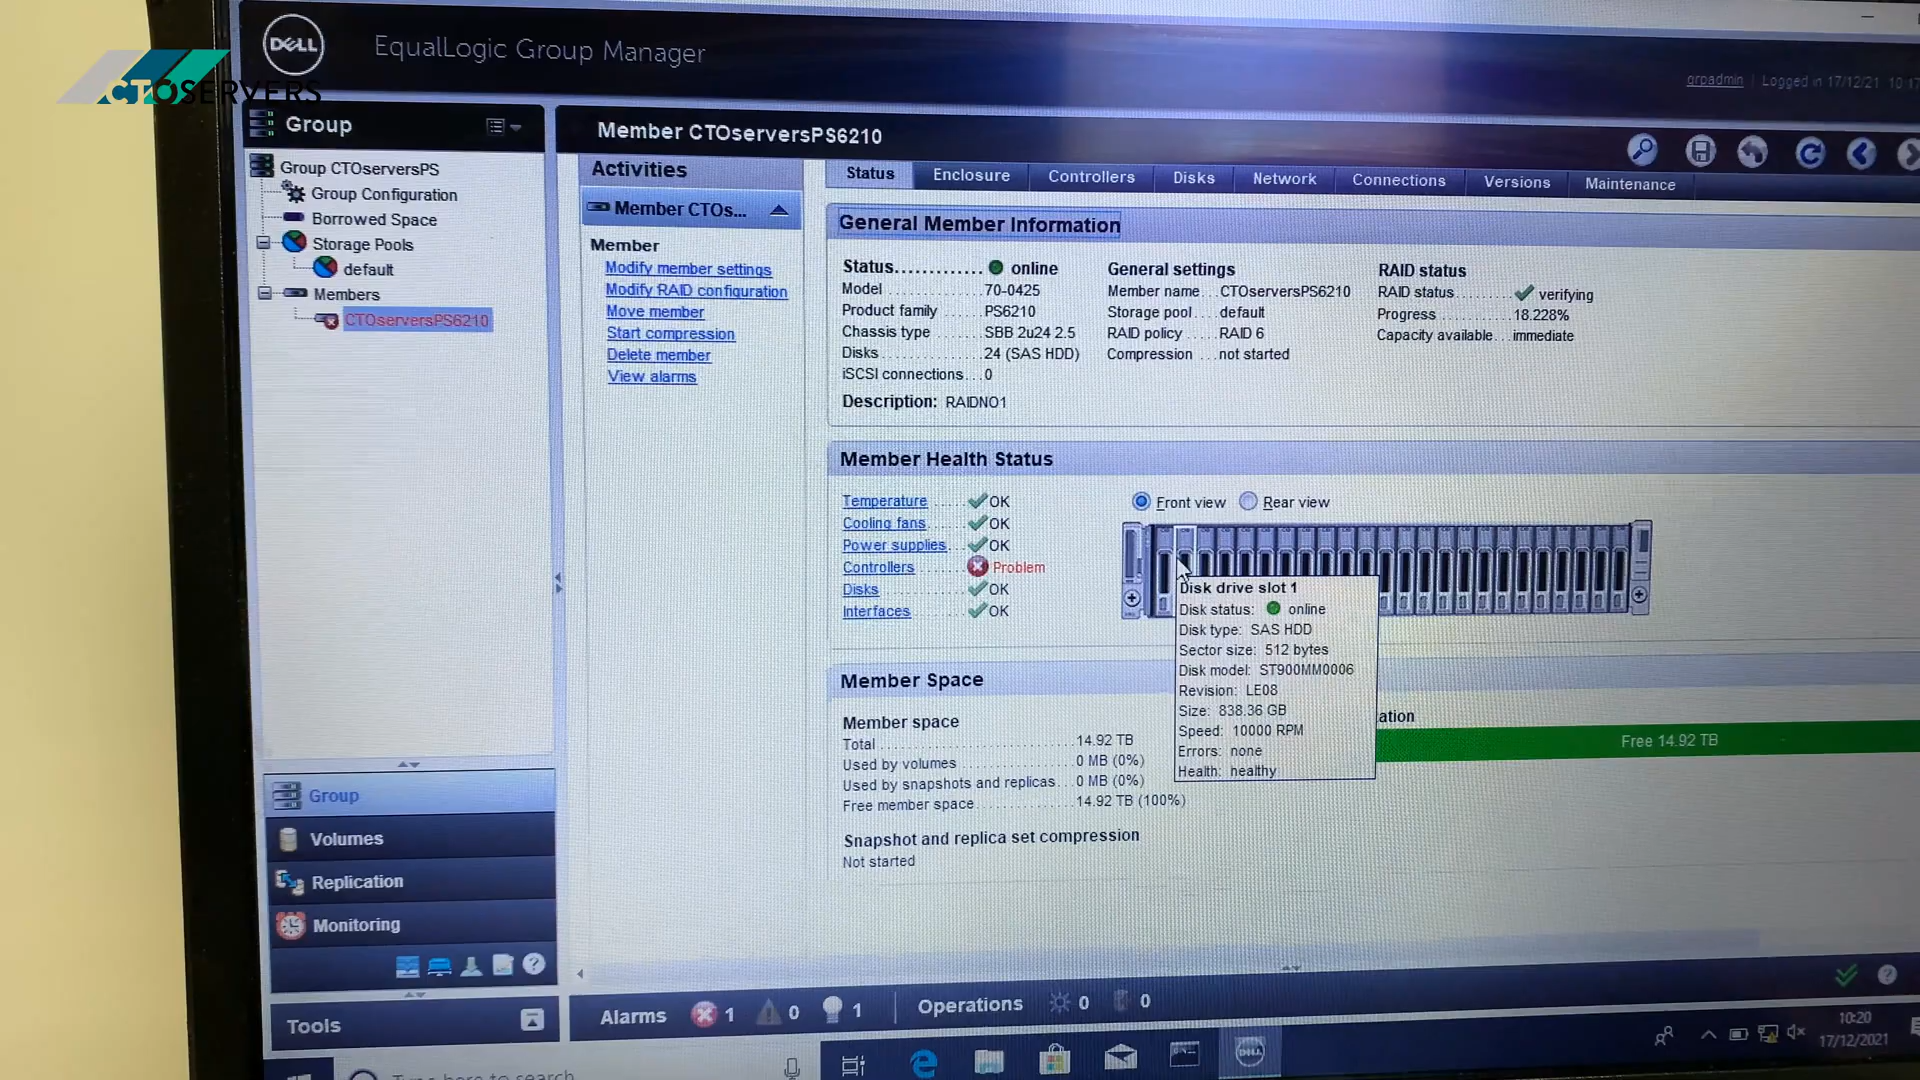 DELL
EqualLogic Group Manager
CTOSERVERS
grpadmin | Logged in 17/12/21
Group
Group CTOserversPS
Group Configuration
Borrowed Space
Storage Pools
default
Members
CTOserversPS6210
Member CTOserversPS6210
Activities
Member CTOs...
Member
Modify member settings
Modify RAID configuration
Move member
Start compression
Delete member
View alarms
Status
Enclosure
Controllers
Disks
Network
Connections
Versions
Maintenance
General Member Information
Status............. online
Model ............. 70-0425
Product family ..... PS6210
Chassis type ....... SBB 2u24 2.5
Disks .............. 24 (SAS HDD)
iSCSI connections... 0
Description: RAIDNO1
General settings
Member name ... CTOserversPS6210
Storage pool .... default
RAID policy ..... RAID 6
Compression ... not started
RAID status
RAID status ......... verifying
Progress ............ 18.228%
Capacity available... immediate
Member Health Status
Temperature ..... OK
Cooling fans ..... OK
Power supplies ... OK
Controllers ....... Problem
Disks ............ OK
Interfaces ....... OK
Front view
Rear view
Disk drive slot 1
Disk status: online
Disk type: SAS HDD
Sector size: 512 bytes
Disk model: ST900MM0006
Revision: LE08
Size: 838.36 GB
Speed: 10000 RPM
Errors: none
Health: healthy
Member Space
Member space
Total ............................ 14.92 TB
Used by volumes ................. 0 MB (0%)
Used by snapshots and replicas... 0 MB (0%)
Free member space ............... 14.92 TB (100%)
ation
Free 14.92 TB
Snapshot and replica set compression
Not started
Group
Volumes
Replication
Monitoring
Tools
Alarms 1 0 1
Operations 0 0
Type here to search
DELL
10:20
17/12/2021